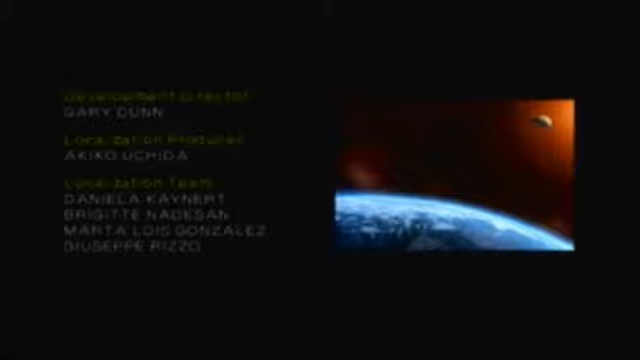 Development Director
GARY DUNN
Localization Producer
AKIKO UCHIDA
Localization Team
DANIELA KAYNERT
BRIGITTE NADESAN
MARTA LOIS GONZALEZ
GIUSEPPE RIZZO